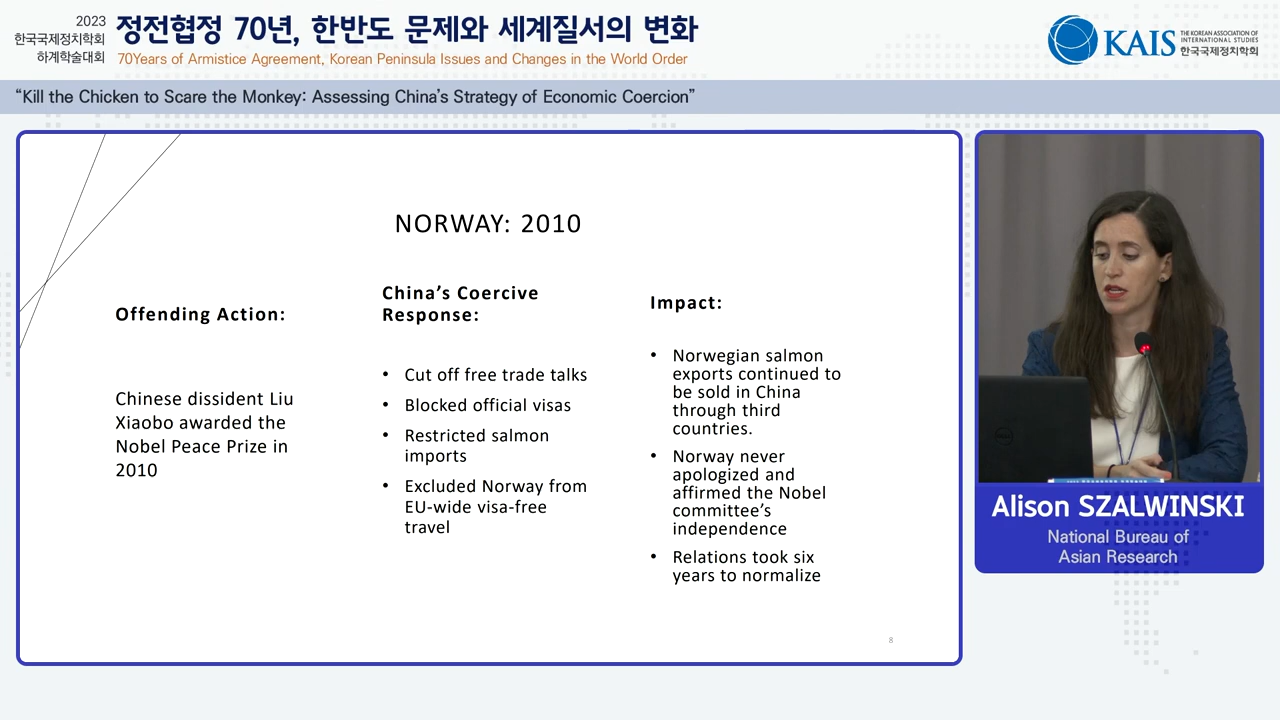 2023
한국국제정치학회
하계학술대회
정전협정 70년, 한반도 문제와 세계질서의 변화
70Years of Armistice Agreement, Korean Peninsula Issues and Changes in the World Order
KAIS
THE KOREAN ASSOCIATION OF
INTERNATIONAL STUDIES
한국국제정치학회
“Kill the Chicken to Scare the Monkey: Assessing China’s Strategy of Economic Coercion”
NORWAY: 2010
Offending Action:
Chinese dissident Liu
Xiaobo awarded the
Nobel Peace Prize in
2010
China’s Coercive
Response:
• Cut off free trade talks
• Blocked official visas
• Restricted salmon
imports
• Excluded Norway from
EU-wide visa-free
travel
Impact:
• Norwegian salmon
exports continued to
be sold in China
through third
countries.
• Norway never
apologized and
affirmed the Nobel
committee’s
independence
• Relations took six
years to normalize
8
Alison SZALWINSKI
National Bureau of
Asian Research